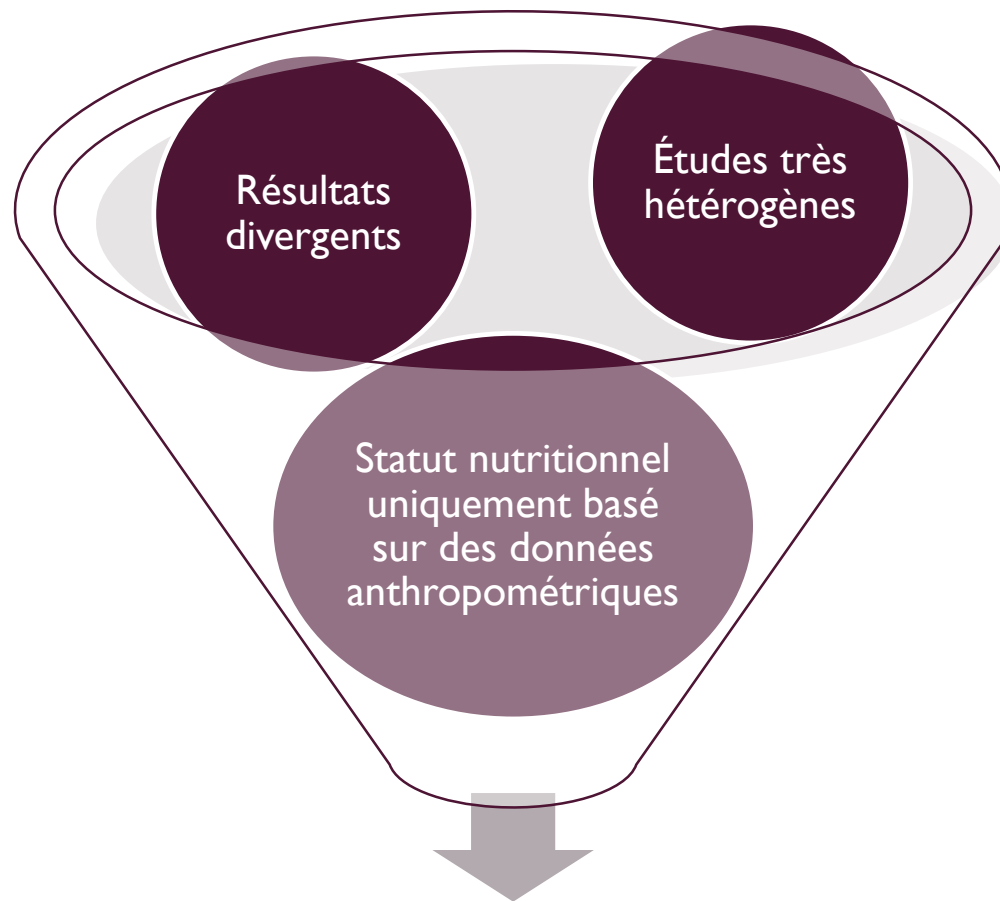 Résultats
divergents
Études très
hétérogènes
Statut nutritionnel
uniquement basé
sur des données
anthropométriques